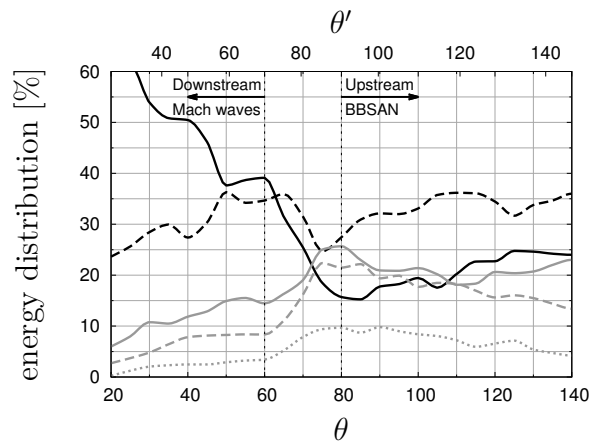 θ′
40 60 80 100 120 140
60
50
40
30
20
10
0
energy distribution [%]
Downstream
Mach waves
Upstream
BBSAN
20 40 60 80 100 120 140
θ